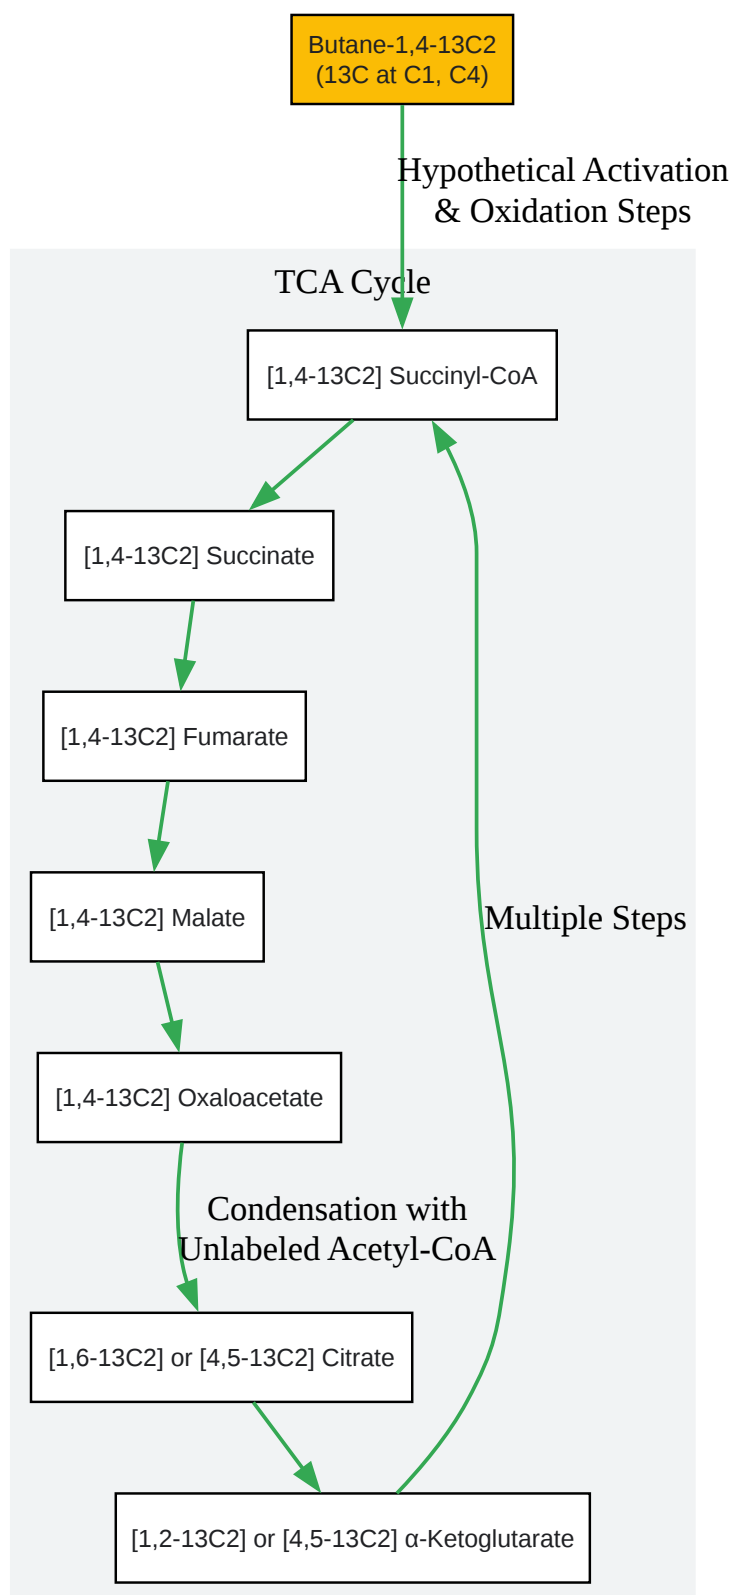 Butane-1,4-13C2
(13C at C1, C4)
Hypothetical Activation
& Oxidation Steps
TCA Cycle
[1,4-13C2] Succinyl-CoA
[1,4-13C2] Succinate
[1,4-13C2] Fumarate
[1,4-13C2] Malate
Multiple Steps
[1,4-13C2] Oxaloacetate
Condensation with
Unlabeled Acetyl-CoA
[1,6-13C2] or [4,5-13C2] Citrate
[1,2-13C2] or [4,5-13C2] α-Ketoglutarate